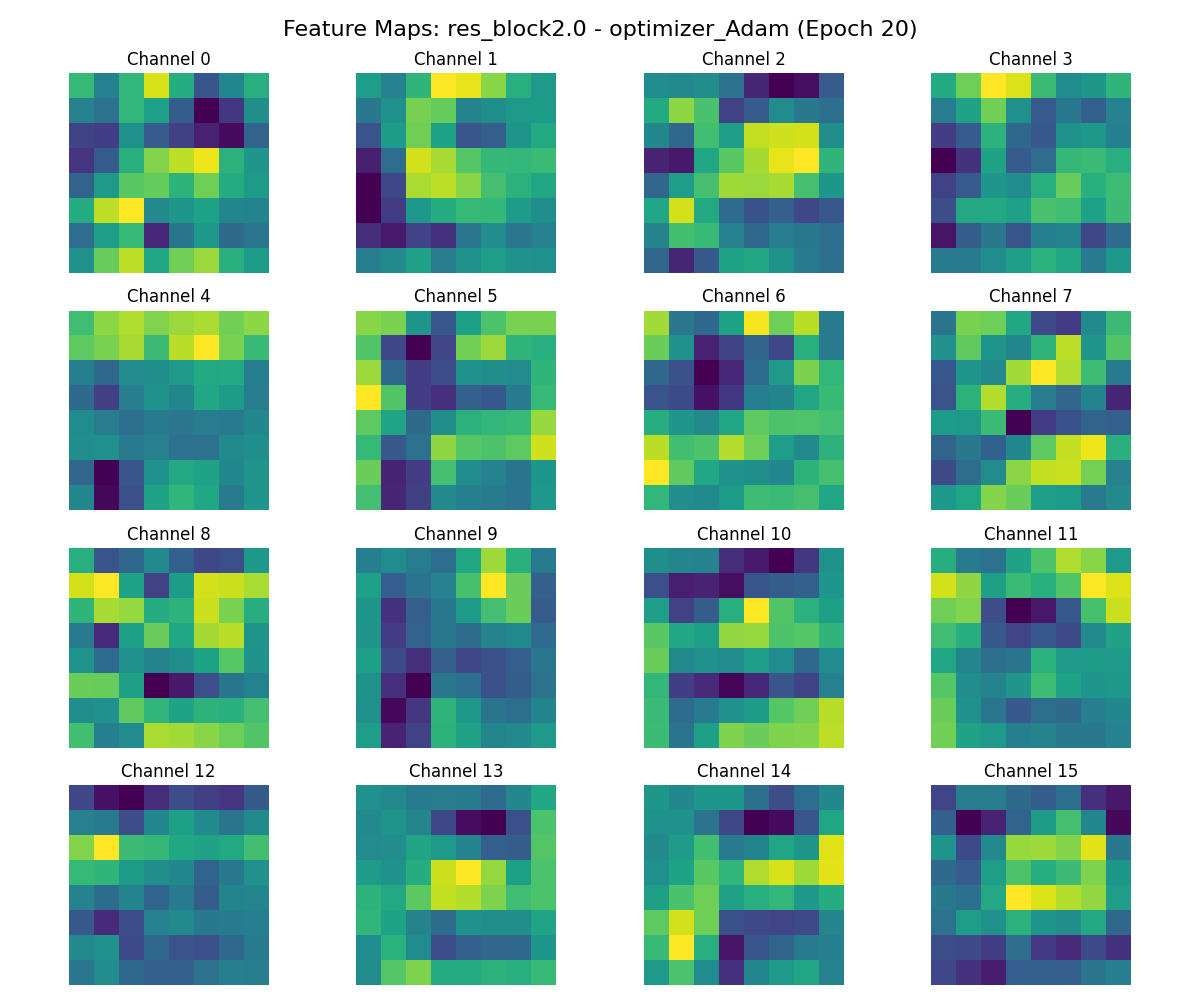 Feature Maps: res_block2.0 - optimizer_Adam (Epoch 20)
Channel 0
Channel 1
Channel 2
Channel 3
Channel 4
Channel 5
Channel 6
Channel 7
Channel 8
Channel 9
Channel 10
Channel 11
Channel 12
Channel 13
Channel 14
Channel 15